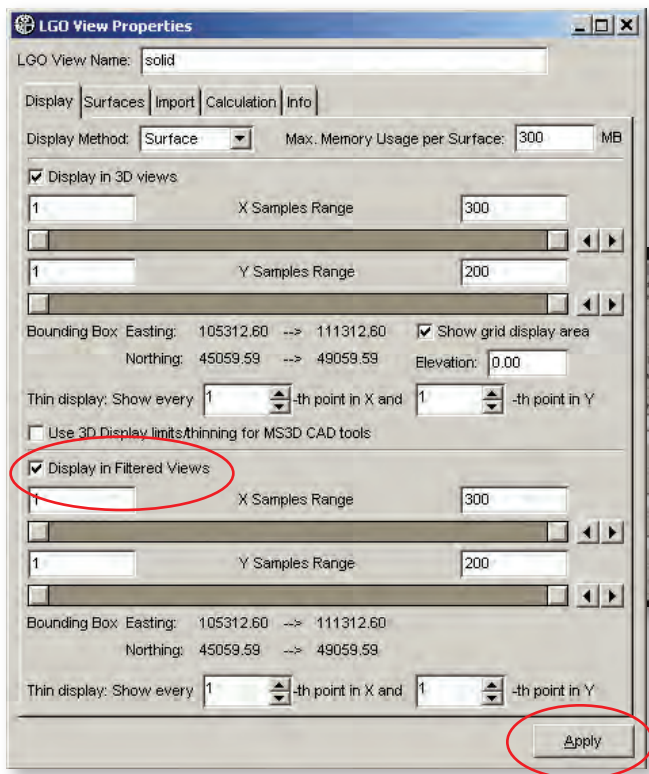 LGO View Properties
LGO View Name: solid
Display Surfaces Import Calculation Info
Display Method: Surface Max. Memory Usage per Surface: 300 MB
Display in 3D views
1 X Samples Range 300
1 Y Samples Range 200
Bounding Box Easting: 105312.60 --> 111312.60 Show grid display area
Northing: 45059.59 --> 49059.59 Elevation: 0.00
Thin display: Show every 1 -th point in X and 1 -th point in Y
Use 3D Display limits/thinning for MS3D CAD tools
Display in Filtered Views
1 X Samples Range 300
1 Y Samples Range 200
Bounding Box Easting: 105312.60 --> 111312.60
Northing: 45059.59 --> 49059.59
Thin display: Show every 1 -th point in X and 1 -th point in Y
Apply